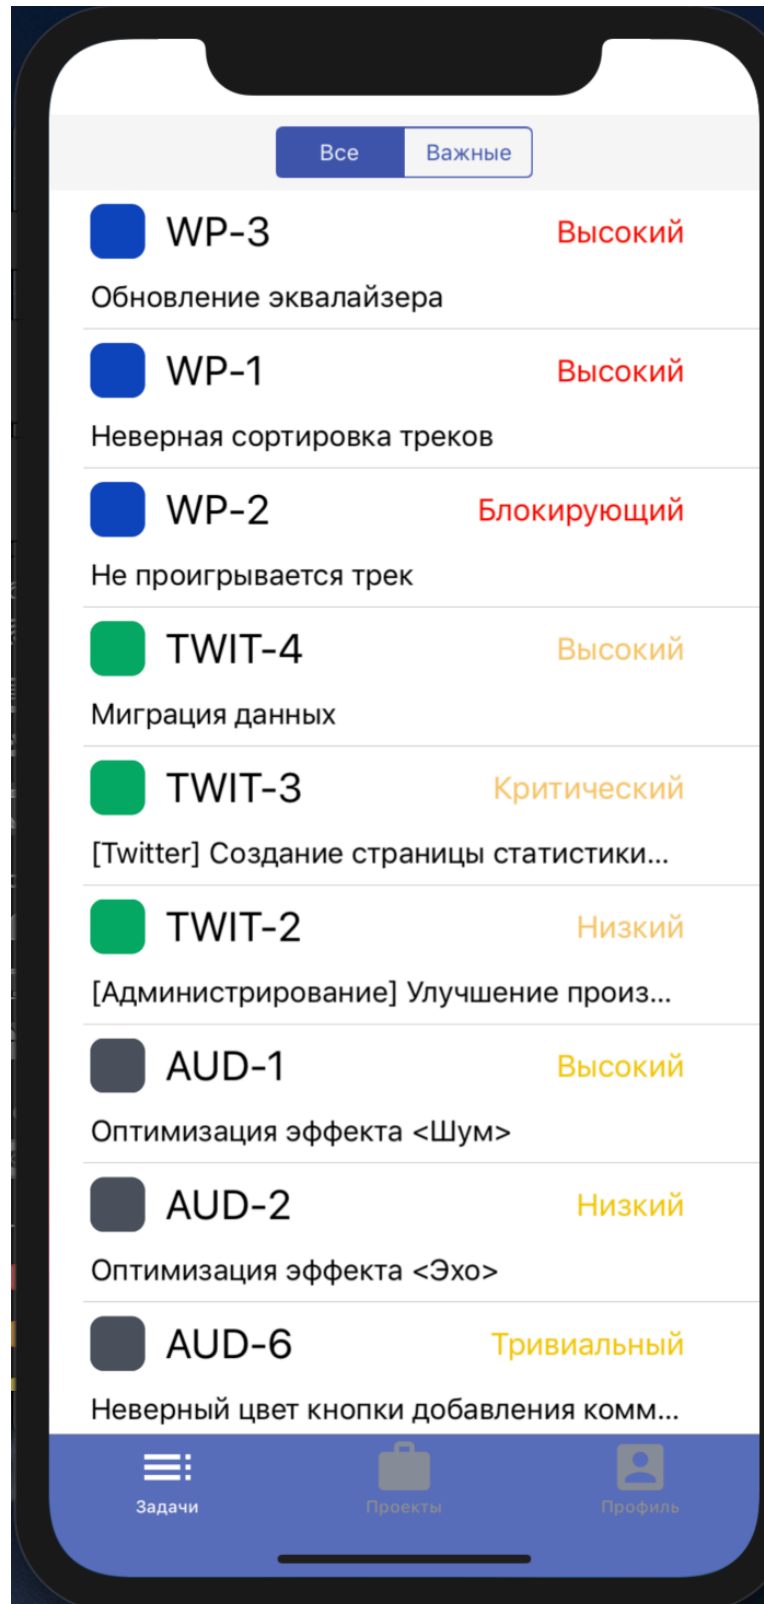 Все Важные
WP-3 Высокий
Обновление эквалайзера
WP-1 Высокий
Неверная сортировка треков
WP-2 Блокирующий
Не проигрывается трек
TWIT-4 Высокий
Миграция данных
TWIT-3 Критический
[Twitter] Создание страницы статистики...
TWIT-2 Низкий
[Администрирование] Улучшение произ...
AUD-1 Высокий
Оптимизация эффекта <Шум>
AUD-2 Низкий
Оптимизация эффекта <Эхо>
AUD-6 Тривиальный
Неверный цвет кнопки добавления комм...
Задачи Проекты Профиль